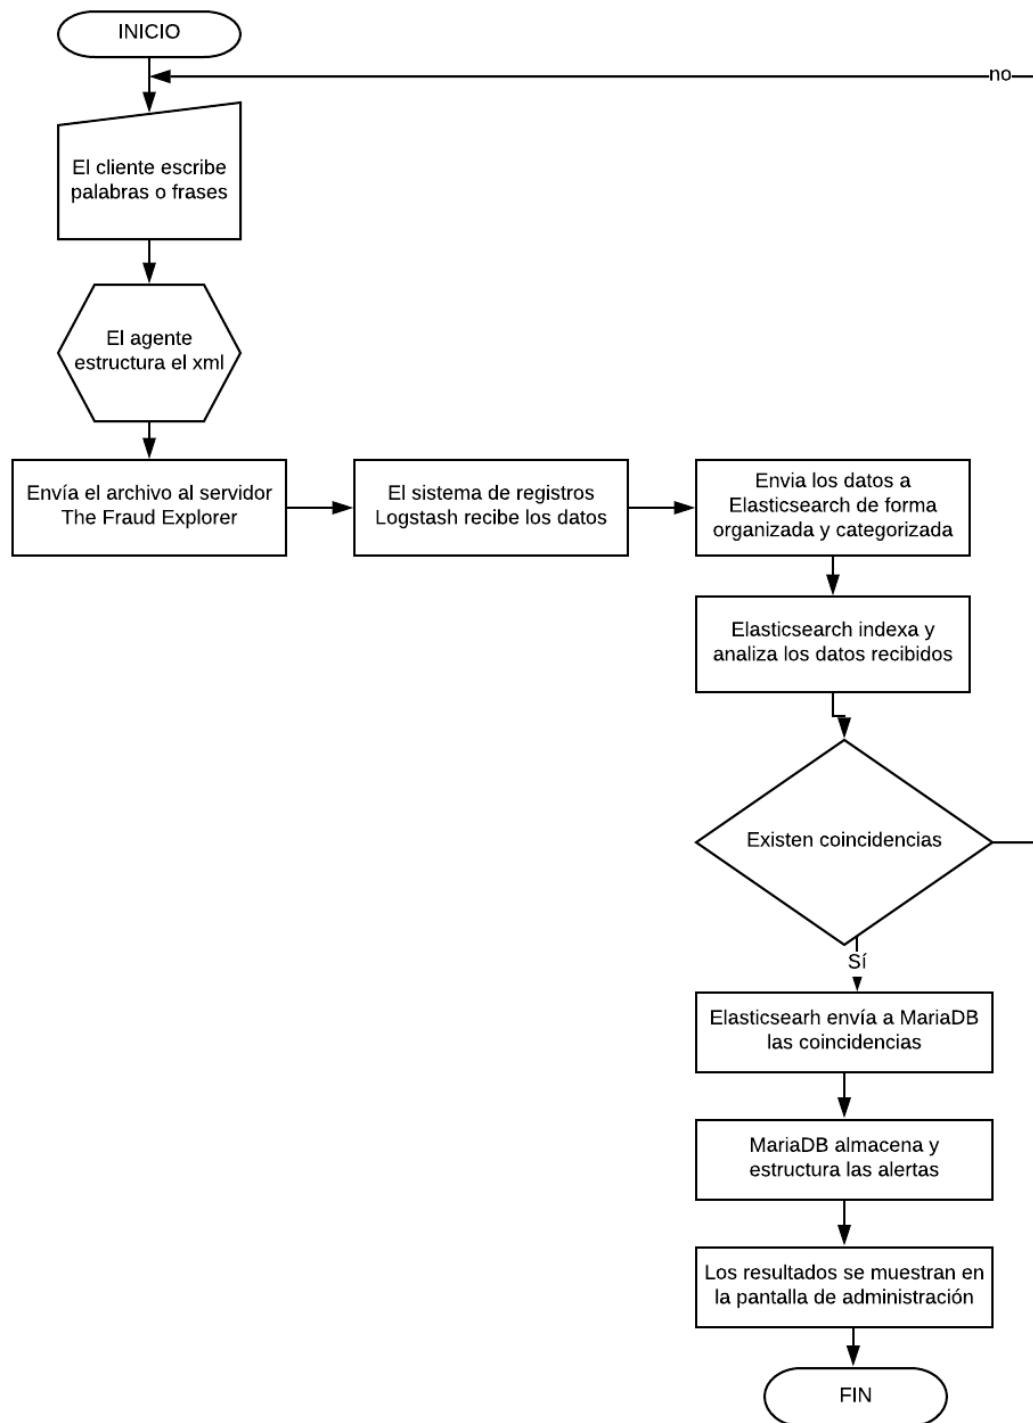 INICIO
no
El cliente escribe
palabras o frases
El agente
estructura el xml
Envía el archivo al servidor
The Fraud Explorer
El sistema de registros
Logstash recibe los datos
Envia los datos a
Elasticsearch de forma
organizada y categorizada
Elasticsearch indexa y
analiza los datos recibidos
Existen coincidencias
Sí
Elasticsearh envía a MariaDB
las coincidencias
MariaDB almacena y
estructura las alertas
Los resultados se muestran en
la pantalla de administración
FIN